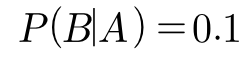 P(B|A) = 0.1